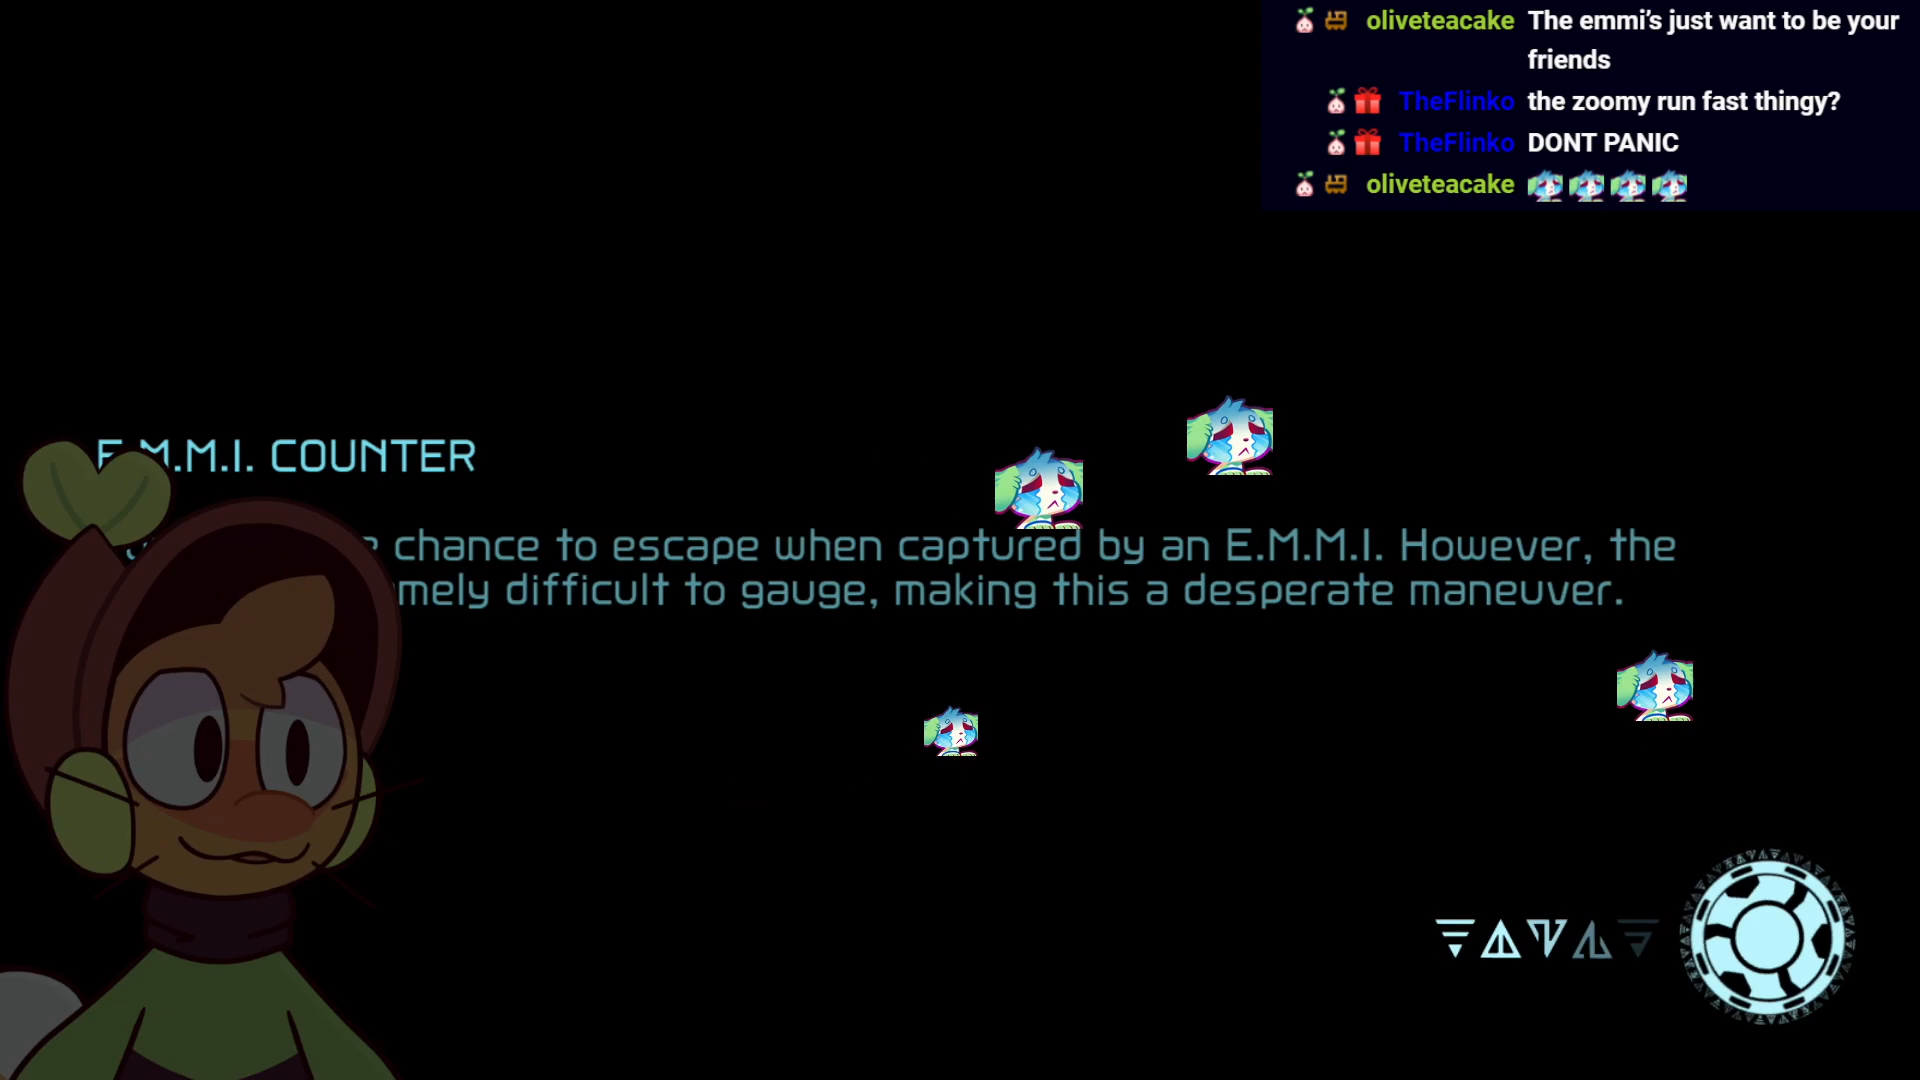 oliveteacake The emmi’s just want to be your
friends
TheFlinko the zoomy run fast thingy?
TheFlinko DONT PANIC
oliveteacake
E.M.M.I. COUNTER
chance to escape when captured by an E.M.M.I. However, the
mely difficult to gauge, making this a desperate maneuver.